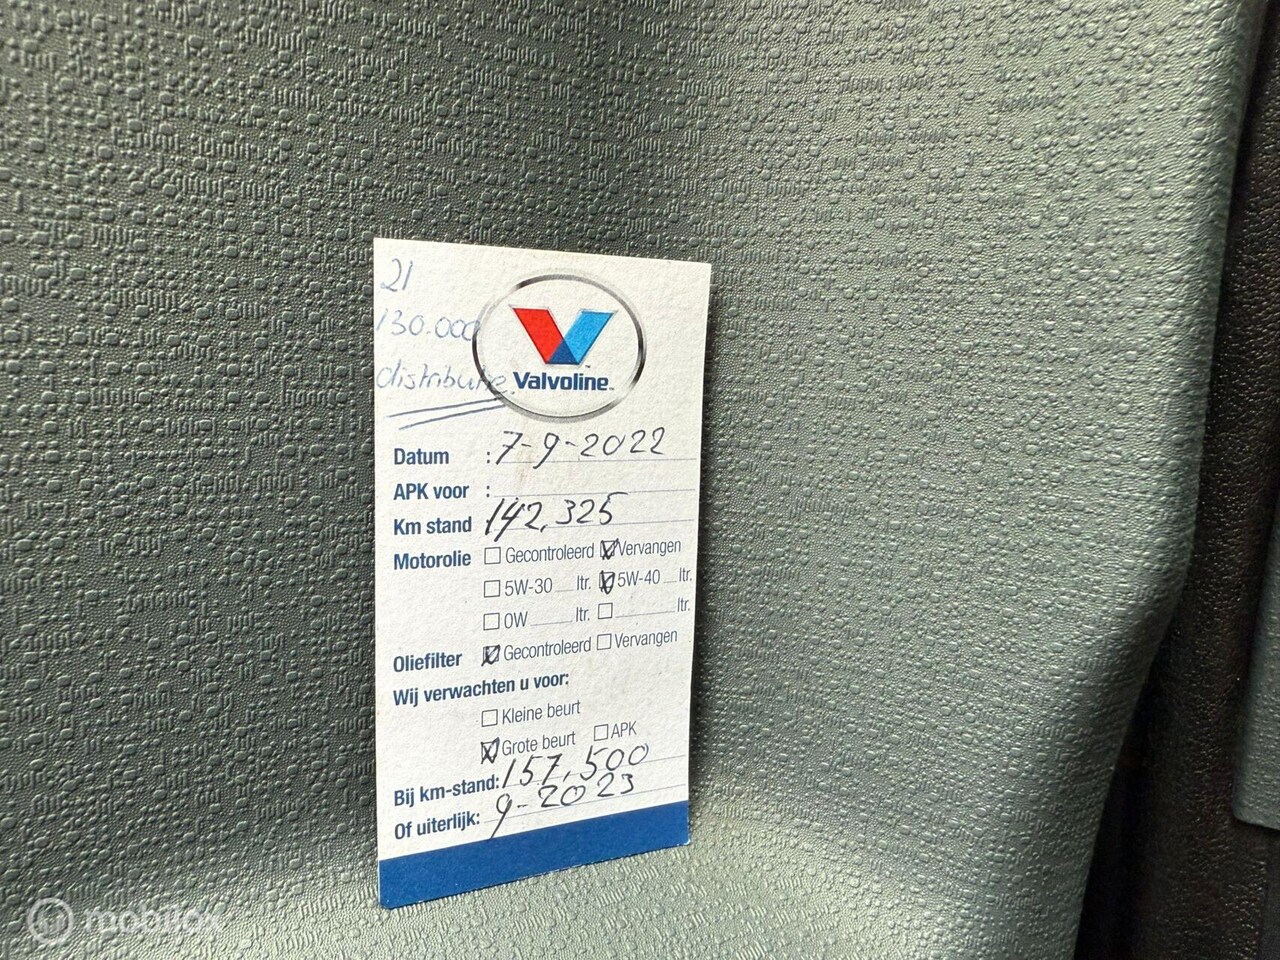 21
130.000
distributie
Valvoline
Datum : 7-9-2022
APK voor :
Km stand 142,325
Motorolie Gecontroleerd Vervangen
5W-30 ltr. 5W-40 ltr.
0W ltr. ltr.
Oliefilter Gecontroleerd Vervangen
Wij verwachten u voor:
Kleine beurt
Grote beurt APK
Bij km-stand: 157,500
Of uiterlijk: 9-2023
mobilox